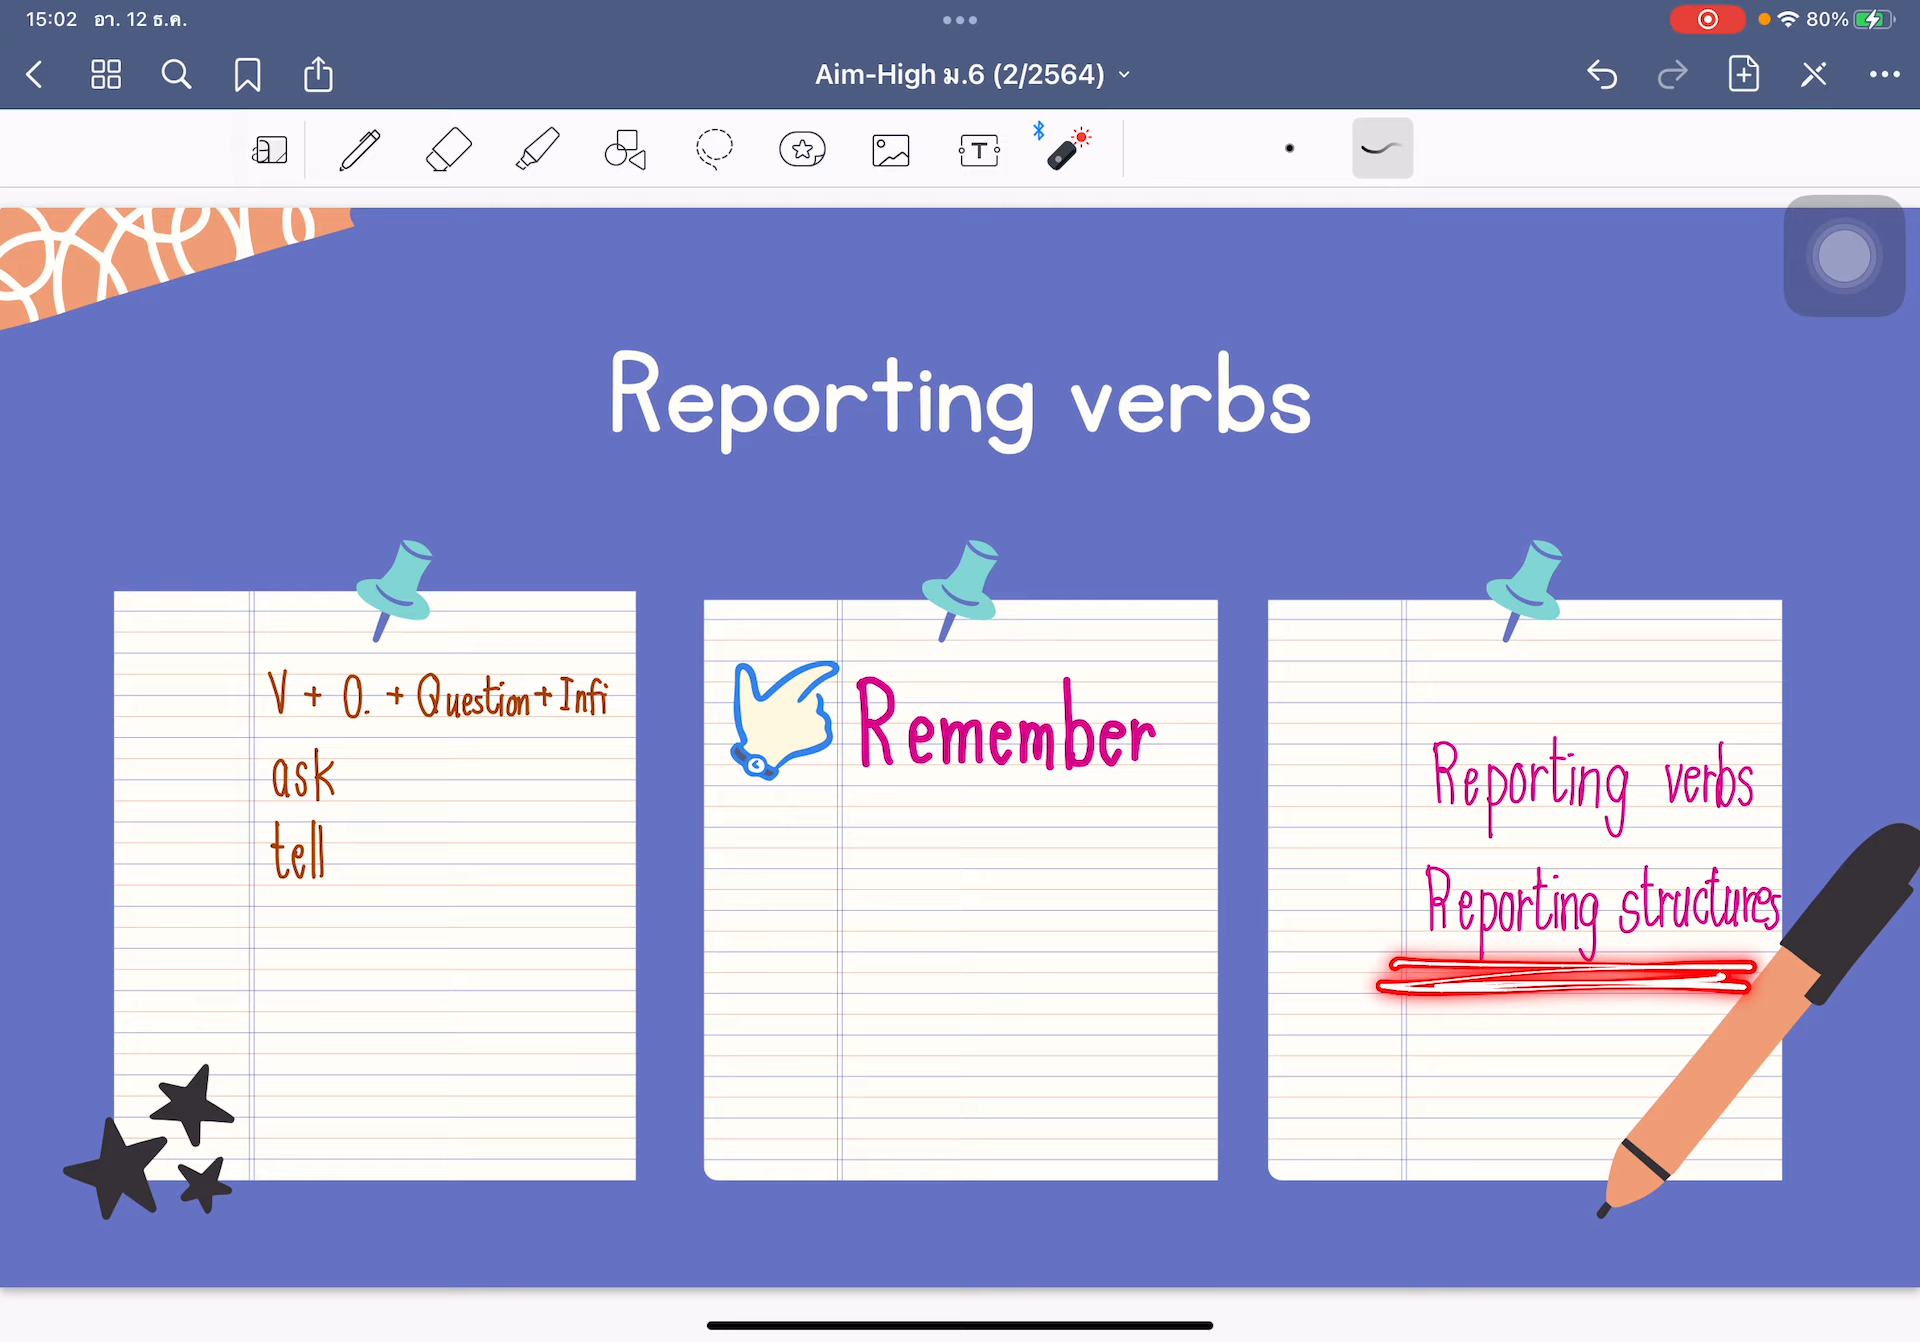 15:02 อา. 12 ธ.ค.
80%
Aim-High ม.6 (2/2564)
Reporting verbs
V + O. + Question + Infi
ask
tell
Remember
Reporting verbs
Reporting structures